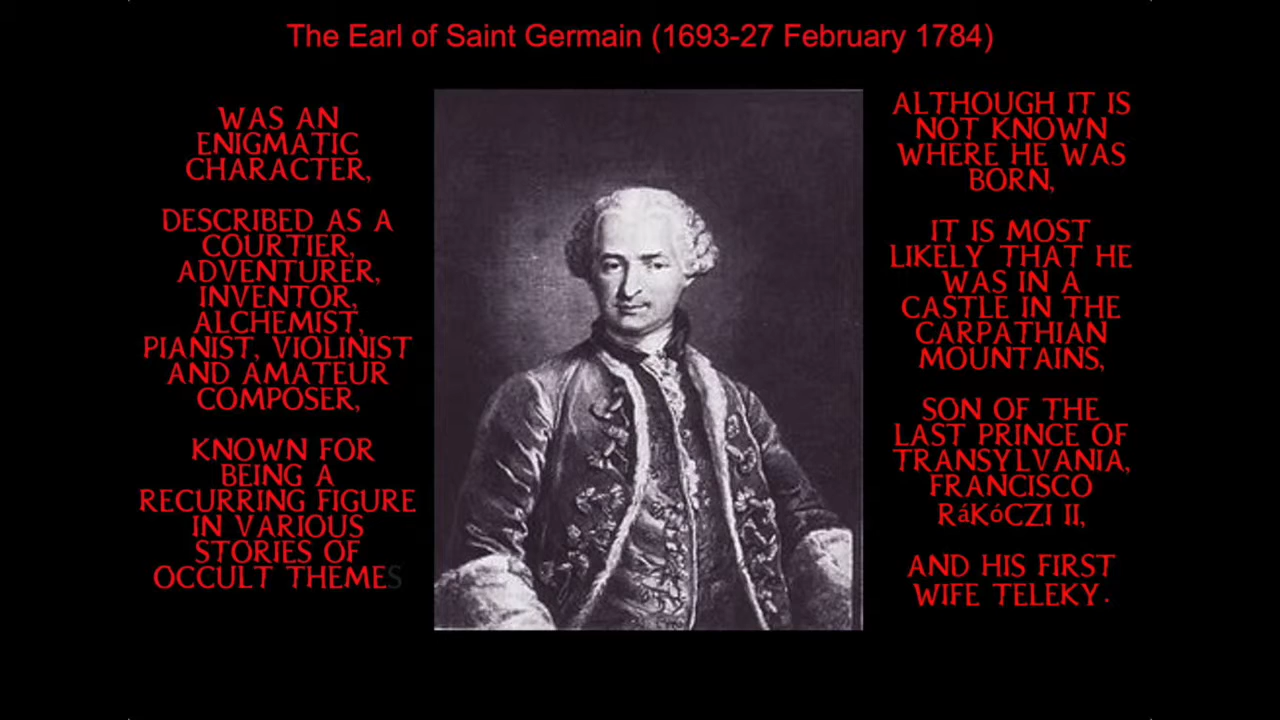 The Earl of Saint Germain (1693-27 February 1784)
WAS AN
ENIGMATIC
CHARACTER,
DESCRIBED AS A
COURTIER,
ADVENTURER,
INVENTOR,
ALCHEMIST,
PIANIST, VIOLINIST
AND AMATEUR
COMPOSER,
KNOWN FOR
BEING A
RECURRING FIGURE
IN VARIOUS
STORIES OF
OCCULT THEMES
ALTHOUGH IT IS
NOT KNOWN
WHERE HE WAS
BORN,
IT IS MOST
LIKELY THAT HE
WAS IN A
CASTLE IN THE
CARPATHIAN
MOUNTAINS,
SON OF THE
LAST PRINCE OF
TRANSYLVANIA,
FRANCISCO
RáKóCZI II,
AND HIS FIRST
WIFE TELEKY.